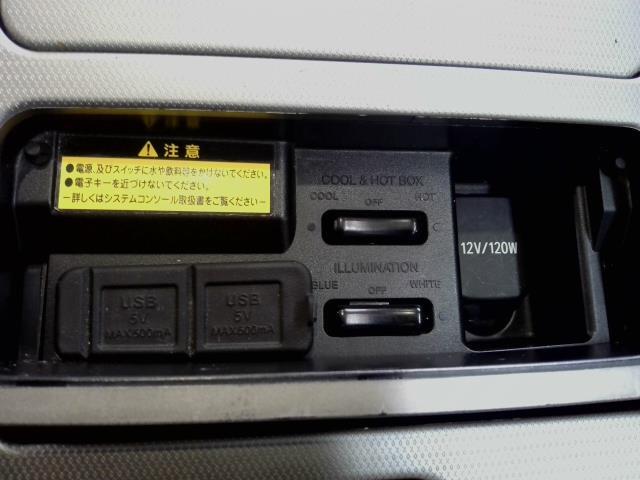 注意
●電源、及びスイッチに水や飲料等をかけないでください。
●電子キーを近づけないでください。
ー詳しくはシステムコンソール取扱書をご覧くださいー
COOL & HOT BOX
COOL OFF HOT
ILLUMINATION
BLUE OFF WHITE
USB
5V
MAX500mA
USB
5V
MAX500mA
12V/120W